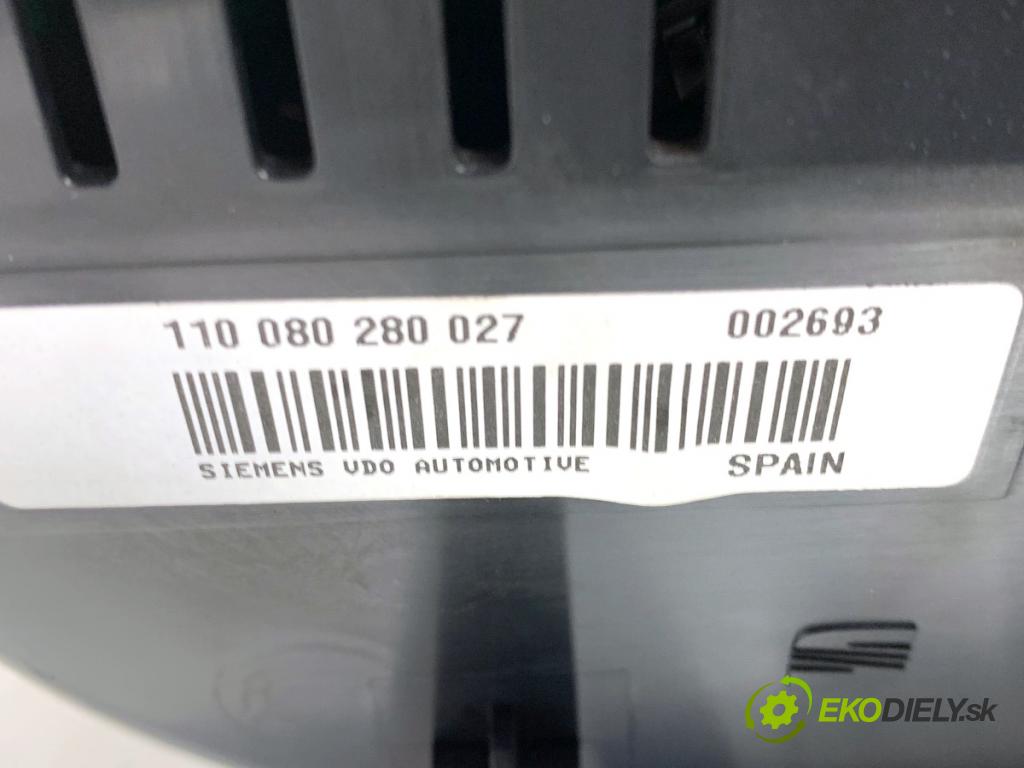 110 080 280 027 002693
SIEMENS VDO AUTOMOTIVE SPAIN
EKODIELY.sk